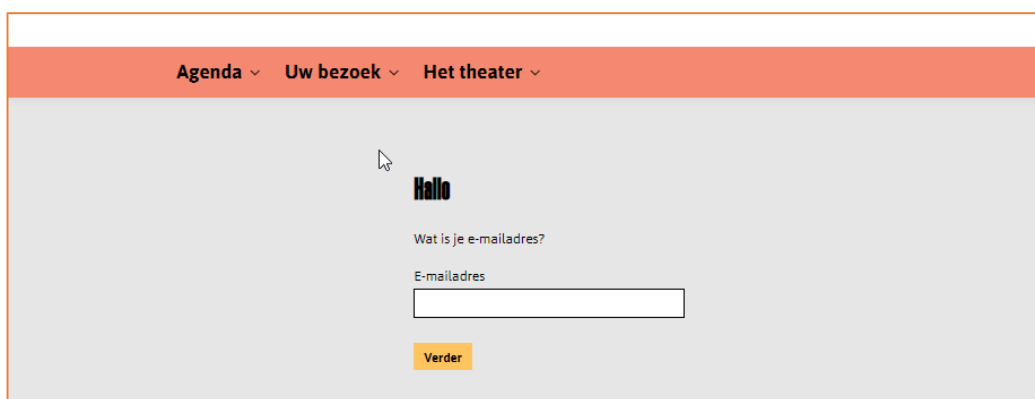 Agenda Uw bezoek Het theater
Hallo
Wat is je e-mailadres?
E-mailadres
Verder